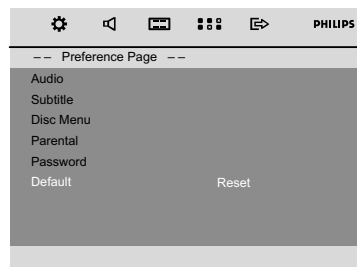 PHILIPS
-- Preference Page --
Audio
Subtitle
Disc Menu
Parental
Password
Default Reset